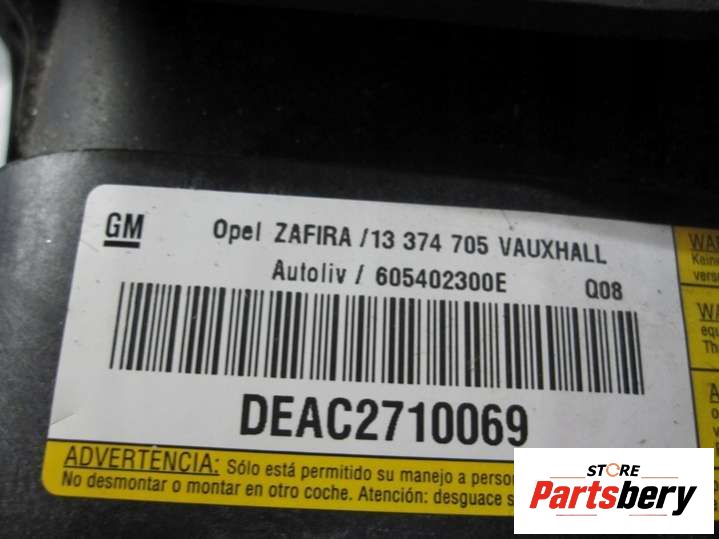 GM
Opel ZAFIRA /13 374 705 VAUXHALL
Autoliv / 605402300E Q08
DEAC2710069
ADVERTENCIA: Sólo está permitido su manejo a
No desmontar o montar en otro coche. Atención: desguace
Keine
STORE
Partsbery